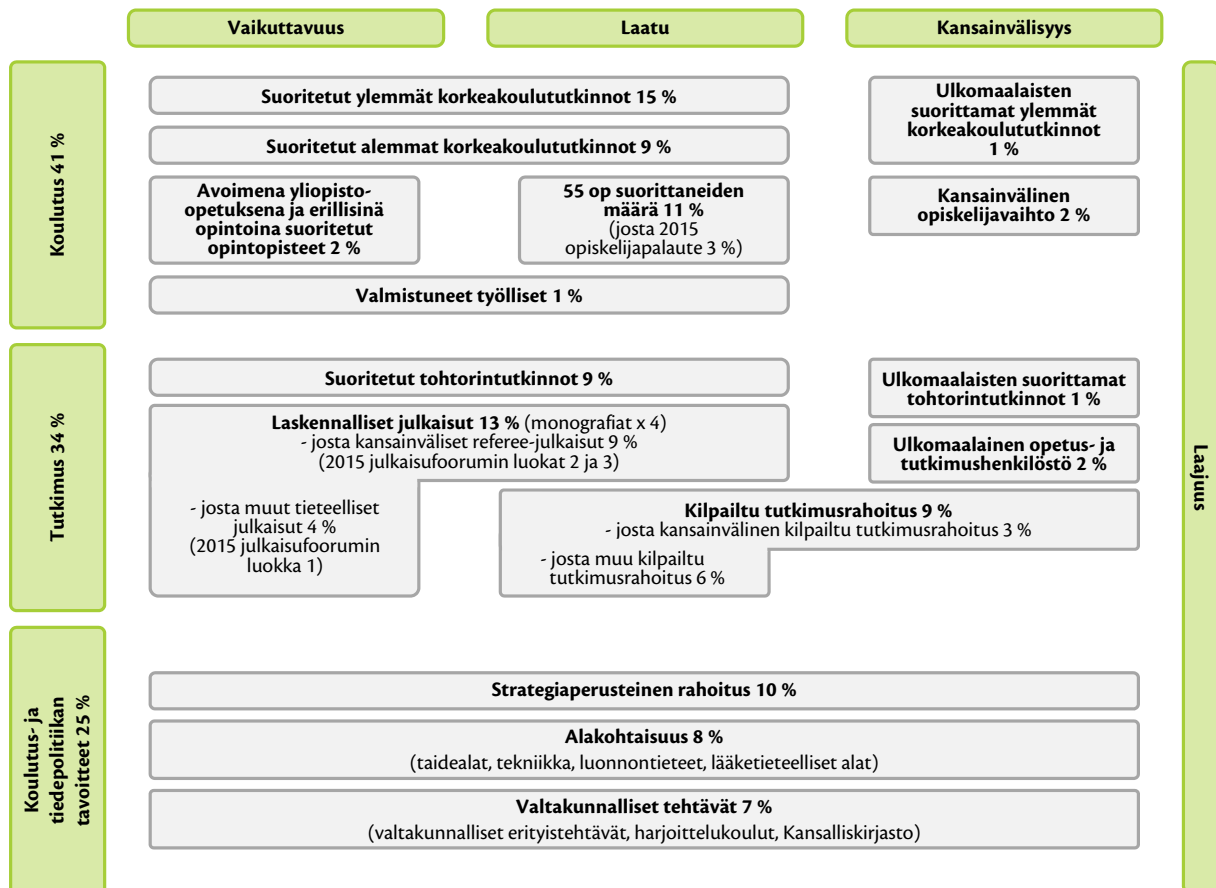 Vaikuttavuus
Laatu
Kansainvälisyys
Koulutus 41 %
Suoritetut ylemmät korkeakoulututkinnot 15 %
Ulkomaalaisten
suorittamat ylemmät
korkeakoulututkinnot
1 %
Suoritetut alemmat korkeakoulututkinnot 9 %
Avoimena yliopisto-
opetuksena ja erillisinä
opintoina suoritetut
opintopisteet 2 %
55 op suorittaneiden
määrä 11 %
(josta 2015
opiskelijapalaute 3 %)
Kansainvälinen
opiskelijavaihto 2 %
Valmistuneet työlliset 1 %
Tutkimus 34 %
Suoritetut tohtorintutkinnot 9 %
Ulkomaalaisten suorittamat
tohtorintutkinnot 1 %
Laskennalliset julkaisut 13 % (monografiat x 4)
- josta kansainväliset referee-julkaisut 9 %
(2015 julkaisufoorumin luokat 2 ja 3)
Ulkomaalainen opetus- ja
tutkimushenkilöstö 2 %
- josta muut tieteelliset
julkaisut 4 %
(2015 julkaisufoorumin
luokka 1)
Kilpailtu tutkimusrahoitus 9 %
- josta kansainvälinen kilpailtu tutkimusrahoitus 3 %
- josta muu kilpailtu
tutkimusrahoitus 6 %
Laajuus
Koulutus- ja
tiedepolitiikan
tavoitteet 25 %
Strategiaperusteinen rahoitus 10 %
Alakohtaisuus 8 %
(taidealat, tekniikka, luonnontieteet, lääketieteelliset alat)
Valtakunnalliset tehtävät 7 %
(valtakunnalliset erityistehtävät, harjoittelukoulut, Kansalliskirjasto)